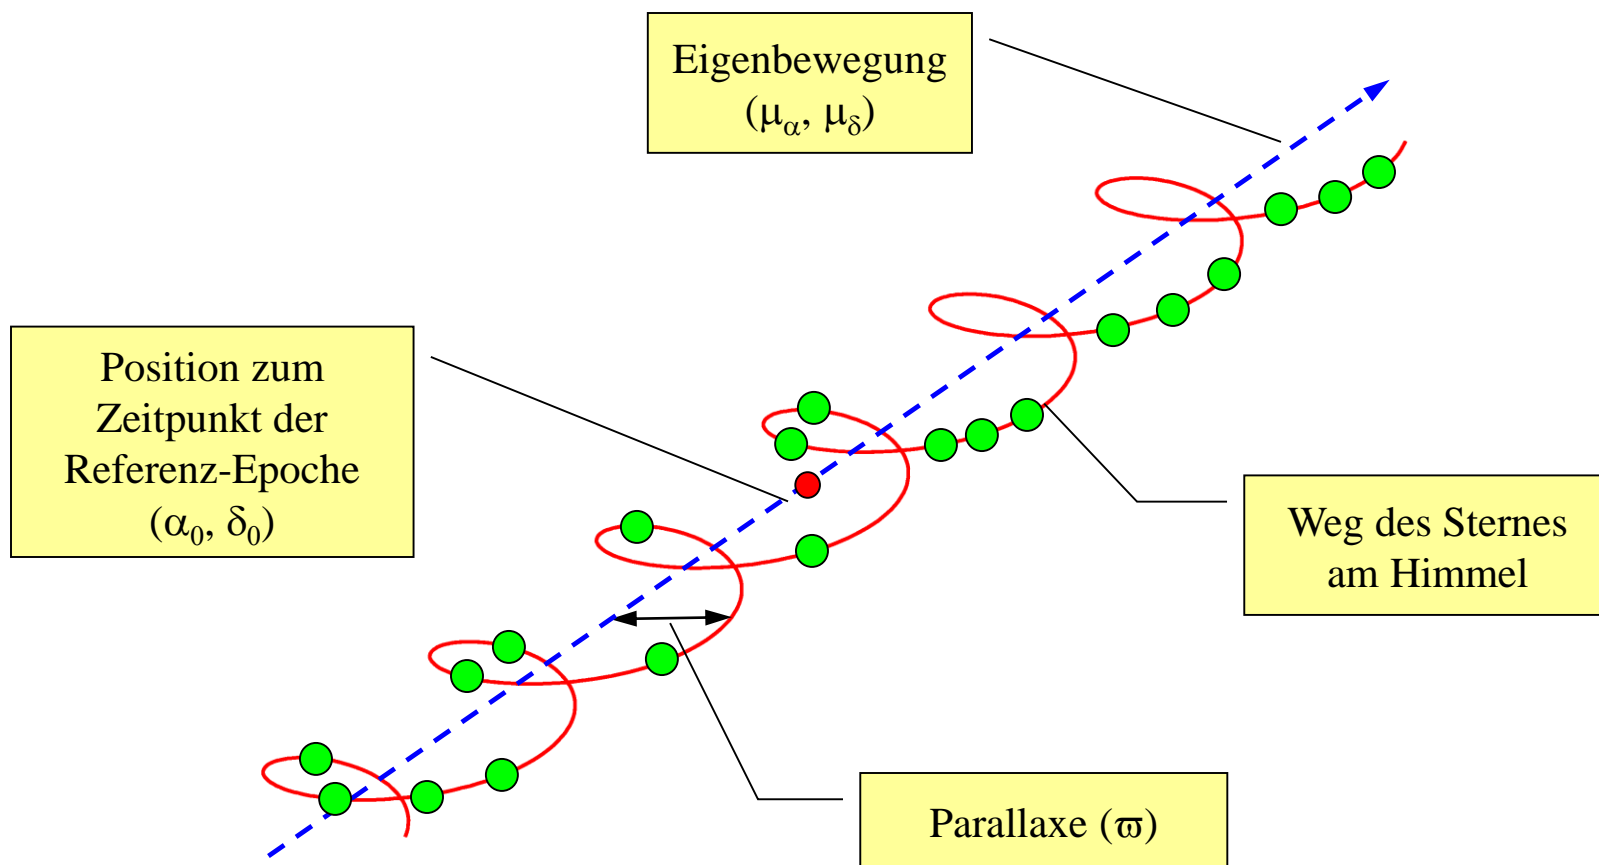 Eigenbewegung
(μα, μδ)
Position zum
Zeitpunkt der
Referenz-Epoche
(α0, δ0)
Weg des Sternes
am Himmel
Parallaxe (ϖ)